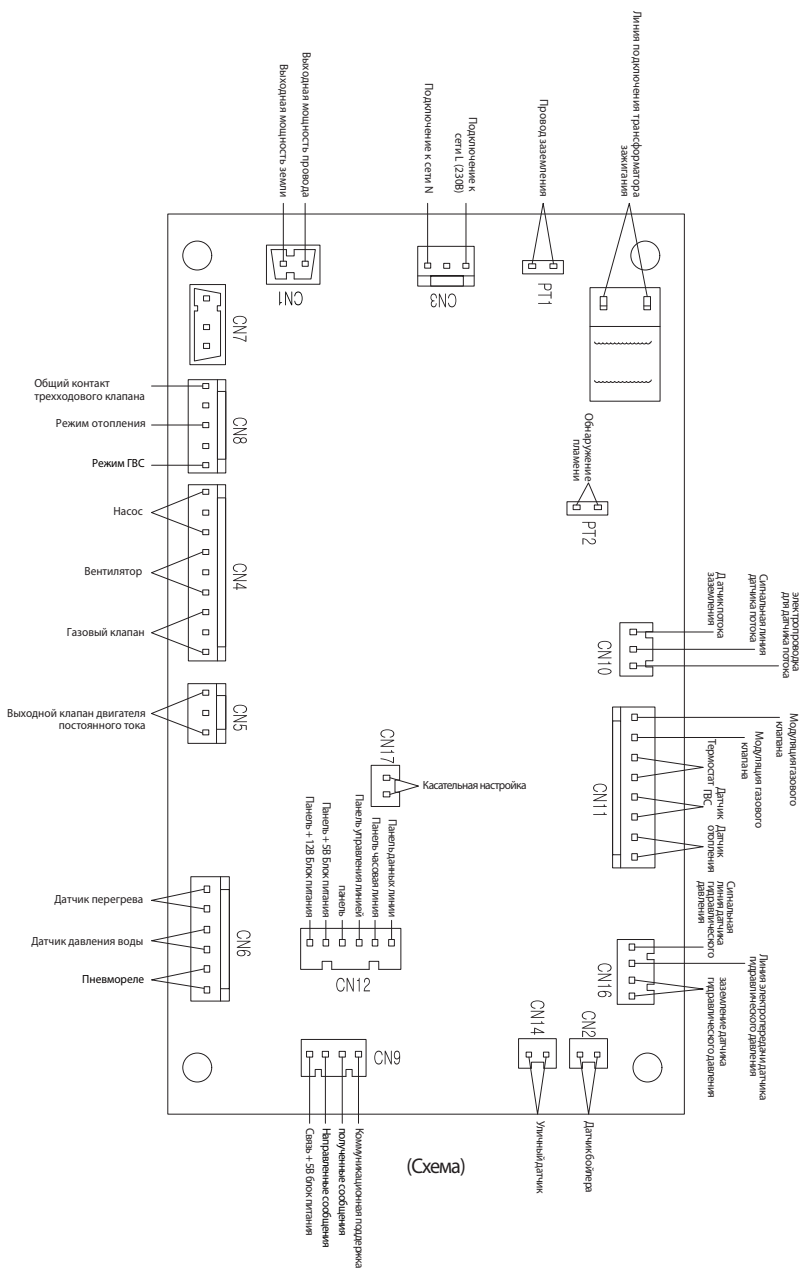 Линия подключения трансформатора
зажигания
Провод заземления
Подключение к
сети L (230В)
Подключение к сети N
Выходная мощность провода
Выходная мощность земли
PT1
CN3
CN1
CN7
Общий контакт
трехходового клапана
Режим отопления
Режим ГВС
CN8
Насос
Вентилятор
Газовый клапан
CN4
Выходной клапан двигателя
постоянного тока
CN5
Датчик перегрева
Датчик давления воды
Пневмореле
CN6
Обнаружение
пламени
PT2
электропроводка
для датчика потока
Сигнальная линия
датчика потока
Датчик потока
заземления
CN10
Модуляция газового
клапана
Модуляция газового
клапана
Термостат
Датчик
ГВС
Датчик
отопления
CN11
CN17
Касательная настройка
Панель данных линии
Панель часовая линия
Панель управления линией
панель
Панель + 5В Блок питания
Панель + 12В Блок питания
CN12
Сигнальная
линия датчика
гидравлического
давления
Линия электропередачи датчика
гидравлического давления
заземление датчика
гидравлического давления
CN16
CN2
CN14
Датчик бойлера
Уличный датчик
CN9
Коммуникационная поддержка
полученные сообщения
Направленные сообщения
Связь + 5В блок питания
(Схема)